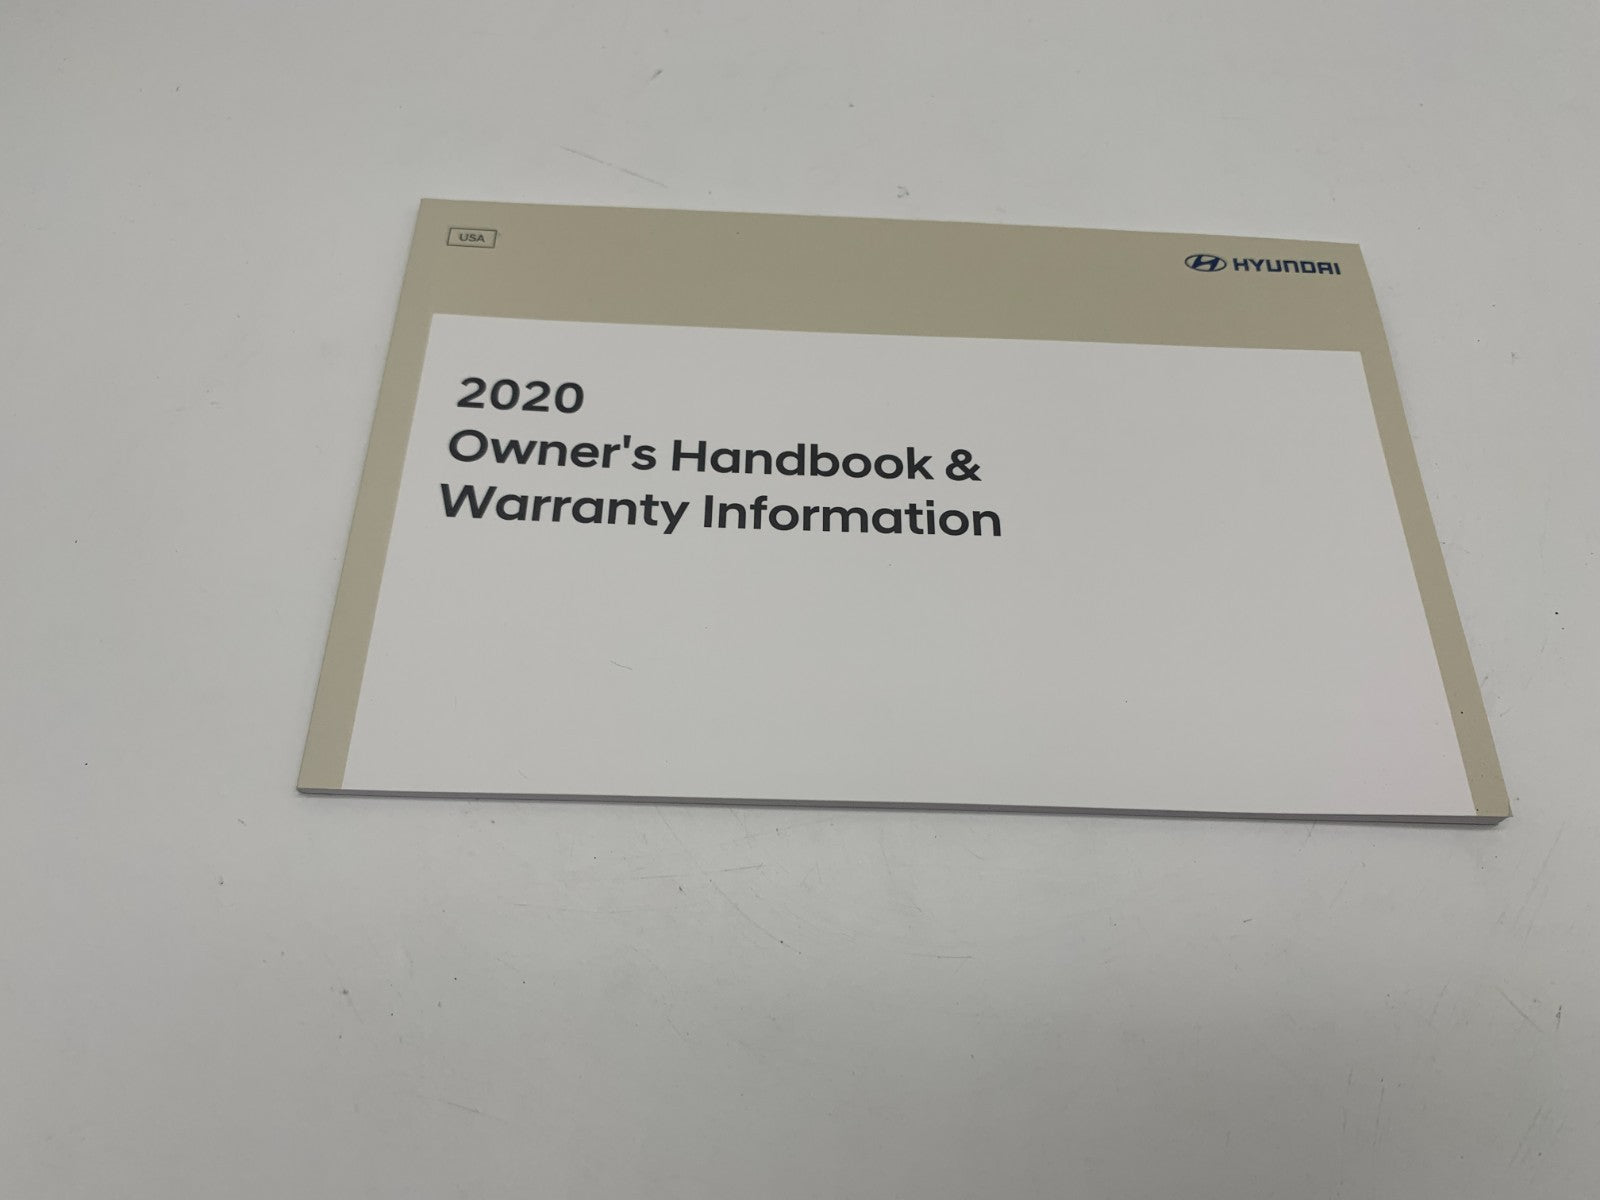 USA
HYUNDAI
2020
Owner's Handbook &
Warranty Information